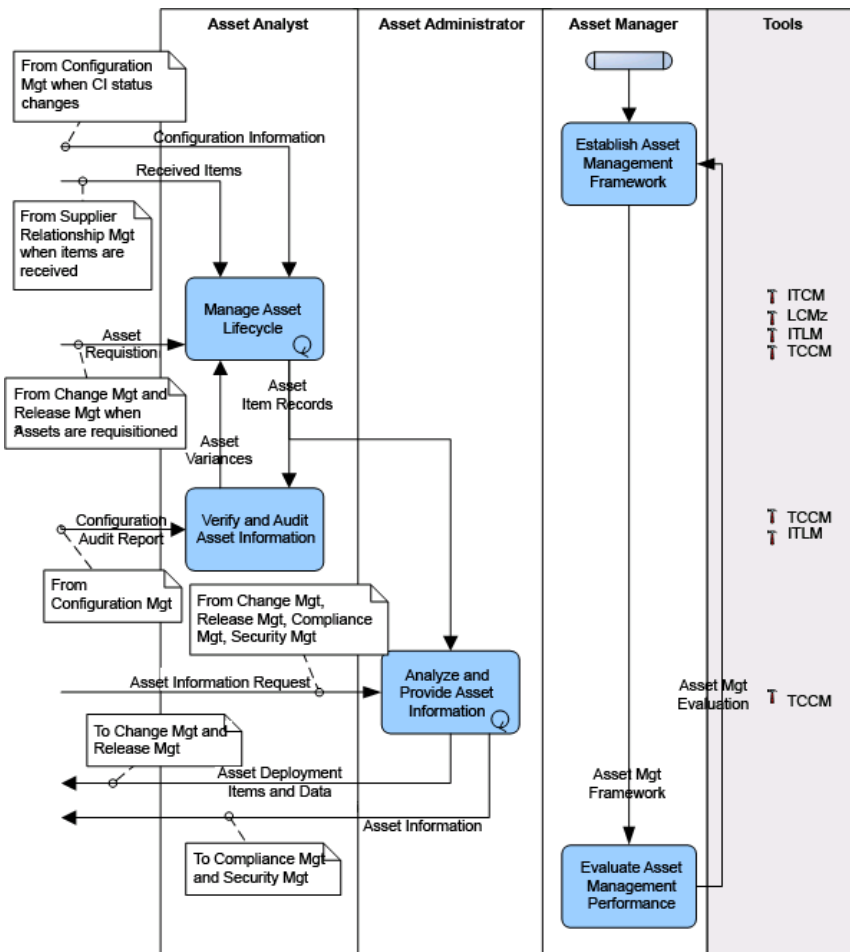 Asset Analyst
Asset Administrator
Asset Manager
Tools
From Configuration
Mgt when CI status
changes
Configuration Information
Received Items
From Supplier
Relationship Mgt
when items are
received
Establish Asset
Management
Framework
Manage Asset
Lifecycle
ITCM
LCMz
ITLM
TCCM
Asset
Requistion
From Change Mgt and
Release Mgt when
Assets are requisitioned
Asset
Item Records
Asset
Variances
Verify and Audit
Asset Information
Configuration
Audit Report
TCCM
ITLM
From
Configuration Mgt
From Change Mgt,
Release Mgt, Compliance
Mgt, Security Mgt
Asset Information Request
Analyze and
Provide Asset
Information
Asset Mgt
Evaluation
TCCM
To Change Mgt and
Release Mgt
Asset Deployment
Items and Data
Asset Mgt
Framework
Asset Information
To Compliance Mgt
and Security Mgt
Evaluate Asset
Management
Performance